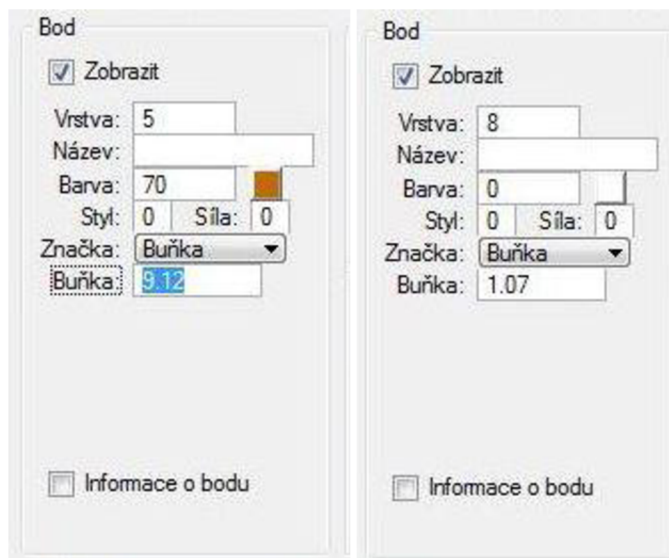 Bod
Zobrazit
Vrstva: 5
Název:
Barva: 70
Styl: 0 Síla: 0
Značka: Buňka
Buňka: 9.12
Informace o bodu
Bod
Zobrazit
Vrstva: 8
Název:
Barva: 0
Styl: 0 Síla: 0
Značka: Buňka
Buňka: 1.07
Informace o bodu